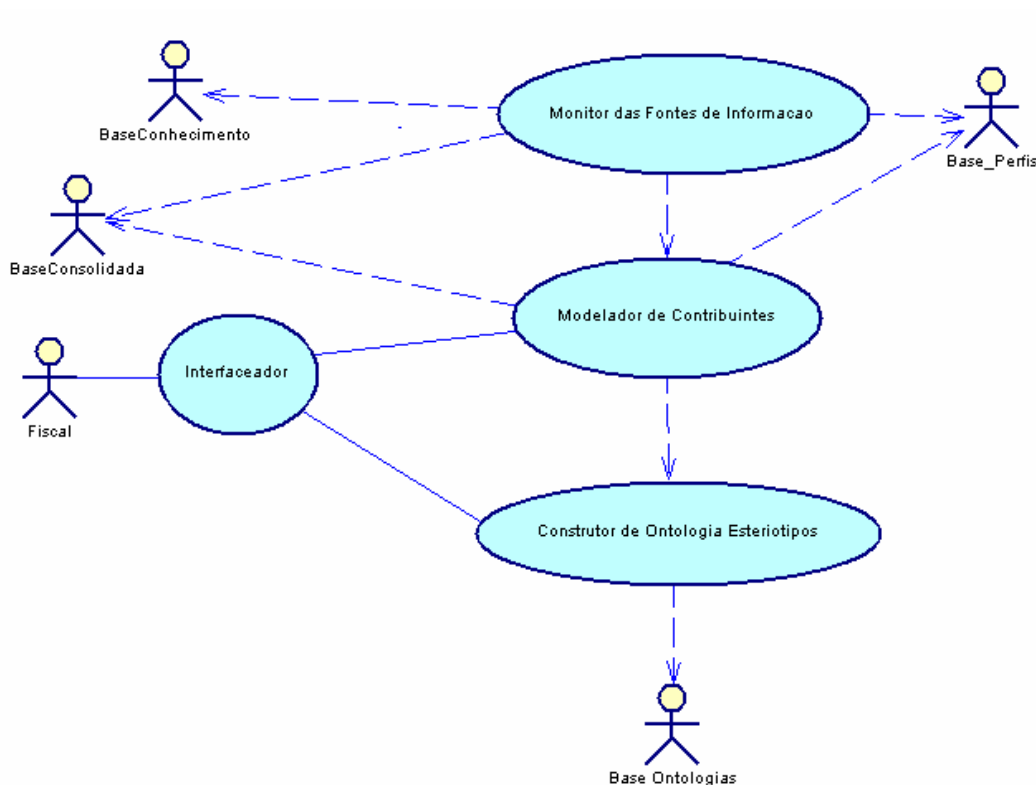 Monitor das Fontes de Informacao
BaseConhecimento
Base_Perfis
BaseConsolidada
Modelador de Contribuintes
Interfaceador
Fiscal
Construtor de Ontologia Esteriotipos
Base Ontologias